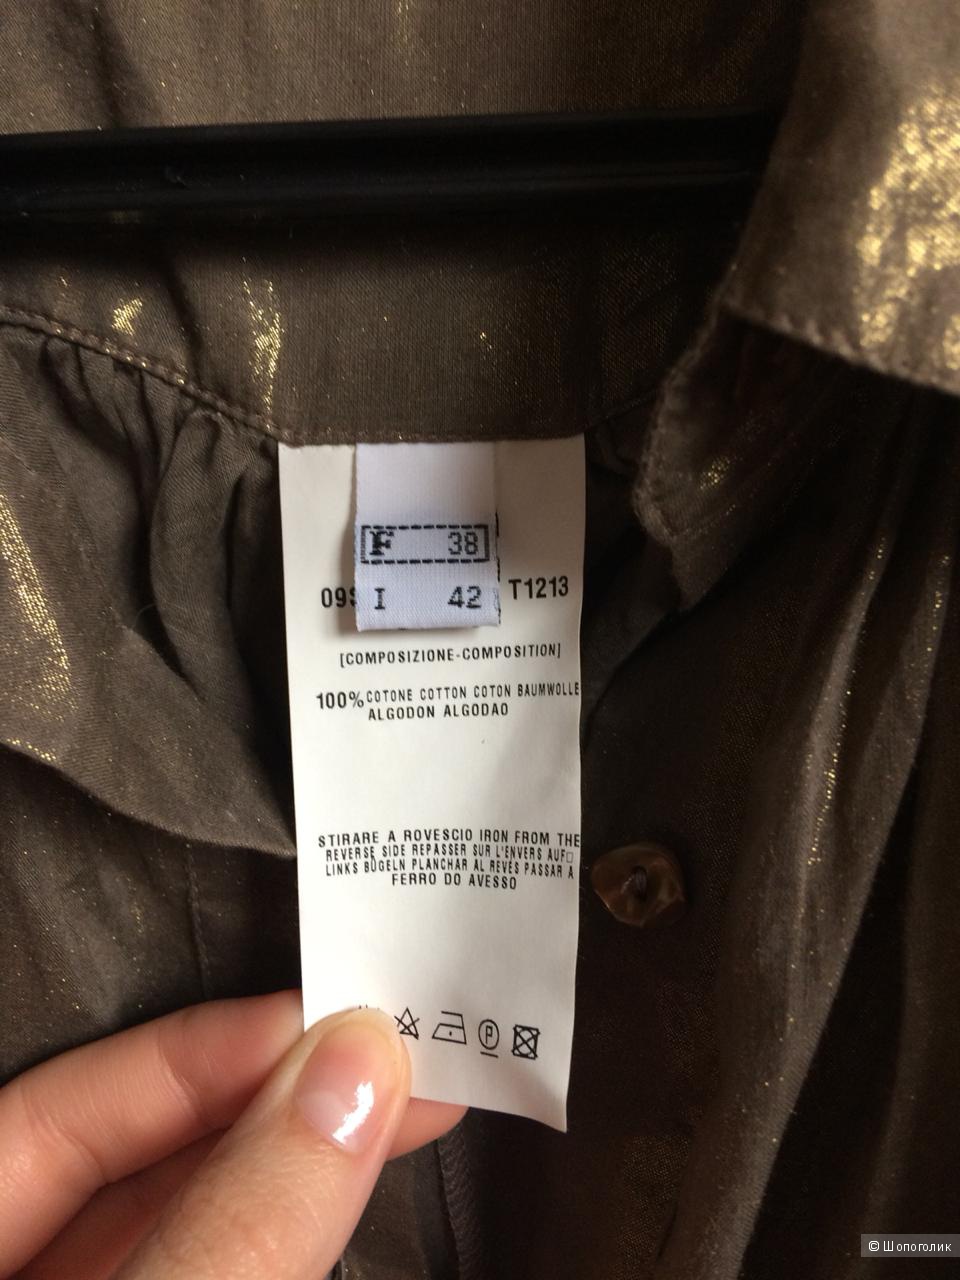 F 38
I 42
T1213
[COMPOSIZIONE-COMPOSITION]
100% COTONE COTTON COTON BAUMWOLLE
ALGODON ALGODAO
STIRARE A ROVESCIO IRON FROM THE
REVERSE SIDE REPASSER SUR L'ENVERS AUF□
LINKS BÜGELN PLANCHAR AL REVÉS PASSAR A
FERRO DO AVESSO
P
© Шопоголик